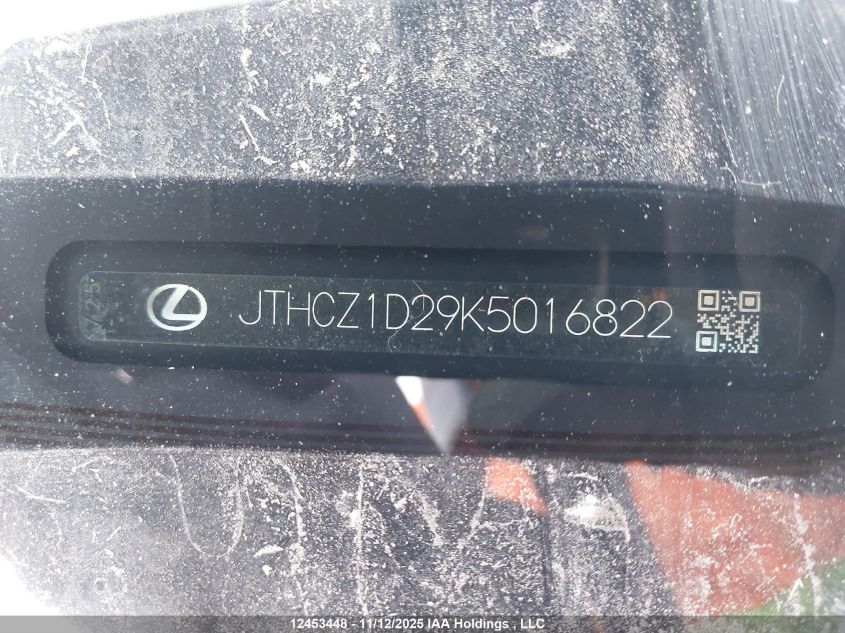 JTHCZ1D29K5016822
12453448 - 11/12/2025 IAA Holdings , LLC